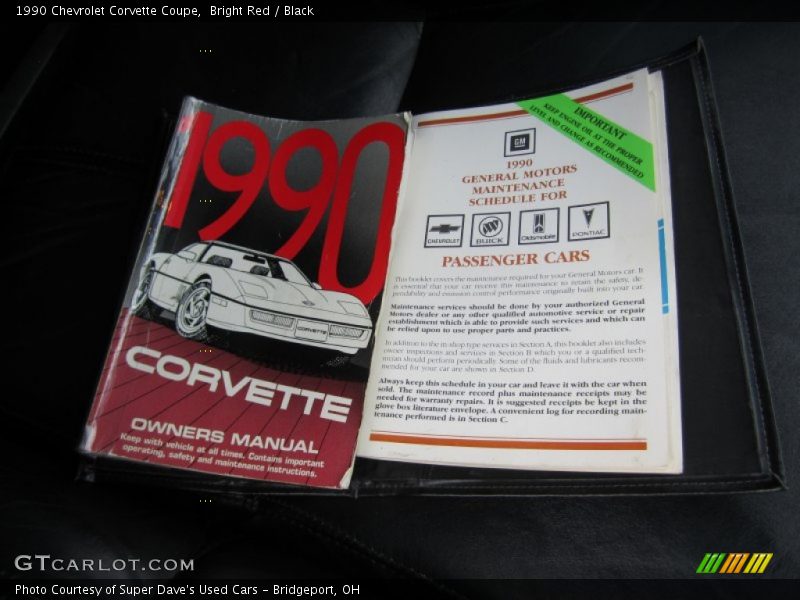 1990 Chevrolet Corvette Coupe,  Bright Red / Black
1990
CORVETTE
CORVETTE
OWNERS MANUAL
Keep with vehicle at all times. Contains important
operating, safety and maintenance instructions.
IMPORTANT
KEEP ENGINE OIL AT THE PROPER
LEVEL AND CHANGE AS RECOMMENDED
GM
1990
GENERAL MOTORS
MAINTENANCE
SCHEDULE FOR
CHEVROLET
BUICK
Oldsmobile
PONTIAC
PASSENGER CARS
This booklet covers the maintenance required for your General Motors car. It
is essential that your car receive this maintenance to retain the safety, de-
pendability and emission control performance originally built into your car.
Maintenance services should be done by your authorized General
Motors dealer or any other qualified automotive service or repair
establishment which is able to provide such services and which can
be relied upon to use proper parts and practices.
In addition to the in-shop type services in Section A, this booklet also includes
owner inspections and services in Section B which you or a qualified tech-
nician should perform periodically. Some of the fluids and lubricants recom-
mended for your car are shown in Section D.
Always keep this schedule in your car and leave it with the car when
sold. The maintenance record plus maintenance receipts may be
needed for warranty repairs. It is suggested receipts be kept in the
glove box literature envelope. A convenient log for recording main-
tenance performed is in Section C.
GTCARLOT.COM
Photo Courtesy of Super Dave's Used Cars – Bridgeport, OH